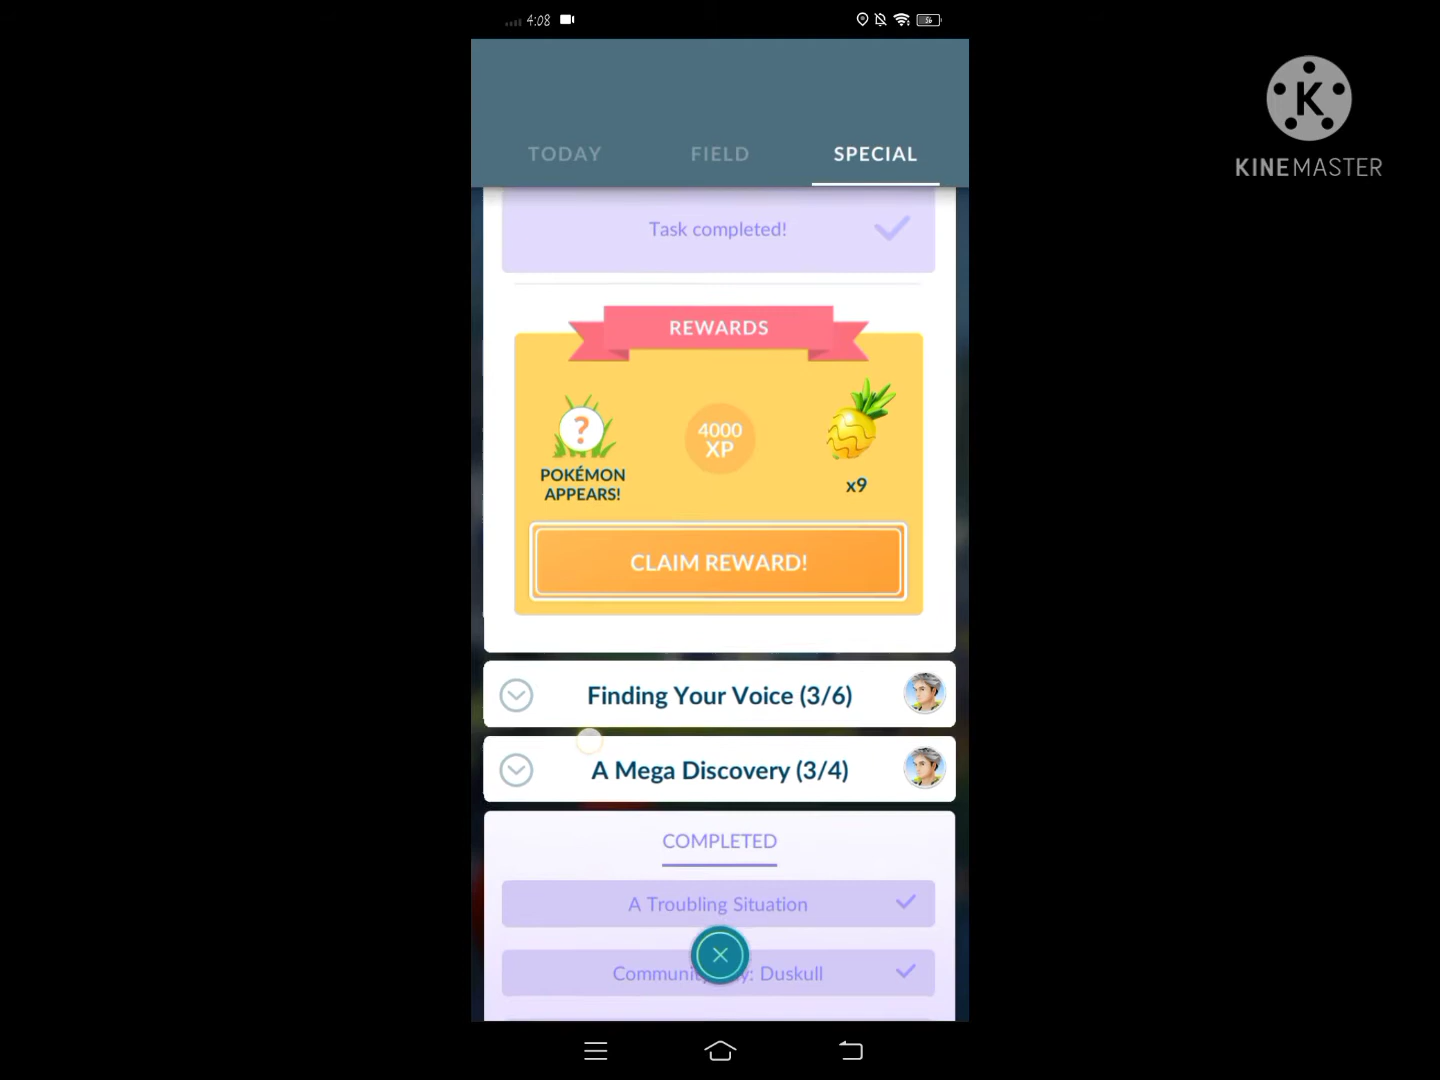 4:08
56
K
KINEMASTER
TODAY
FIELD
SPECIAL
Task completed!
REWARDS
?
4000
XP
POKÉMON
APPEARS!
x9
CLAIM REWARD!
Finding Your Voice (3/6)
A Mega Discovery (3/4)
COMPLETED
A Troubling Situation
: Duskull